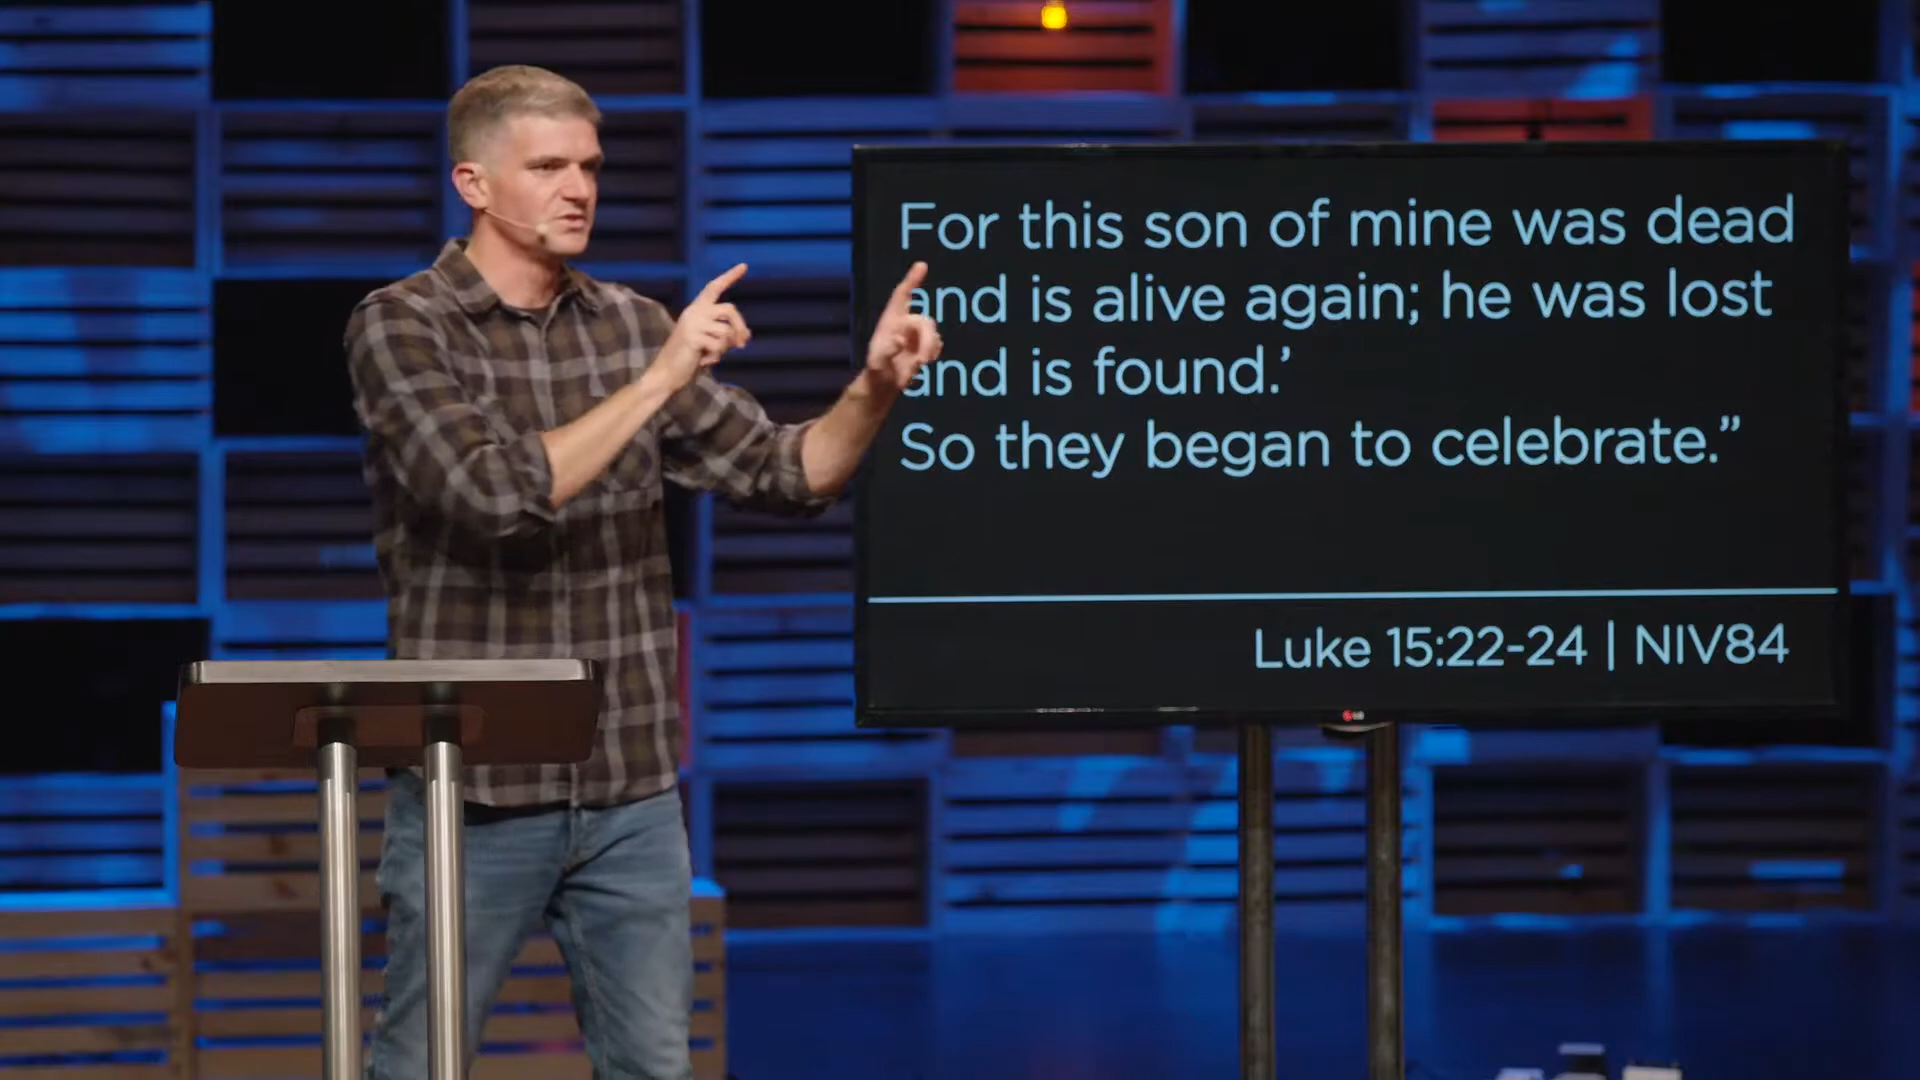 For this son of mine was dead
and is alive again; he was lost
and is found.’
So they began to celebrate.”
Luke 15:22-24 | NIV84
LG